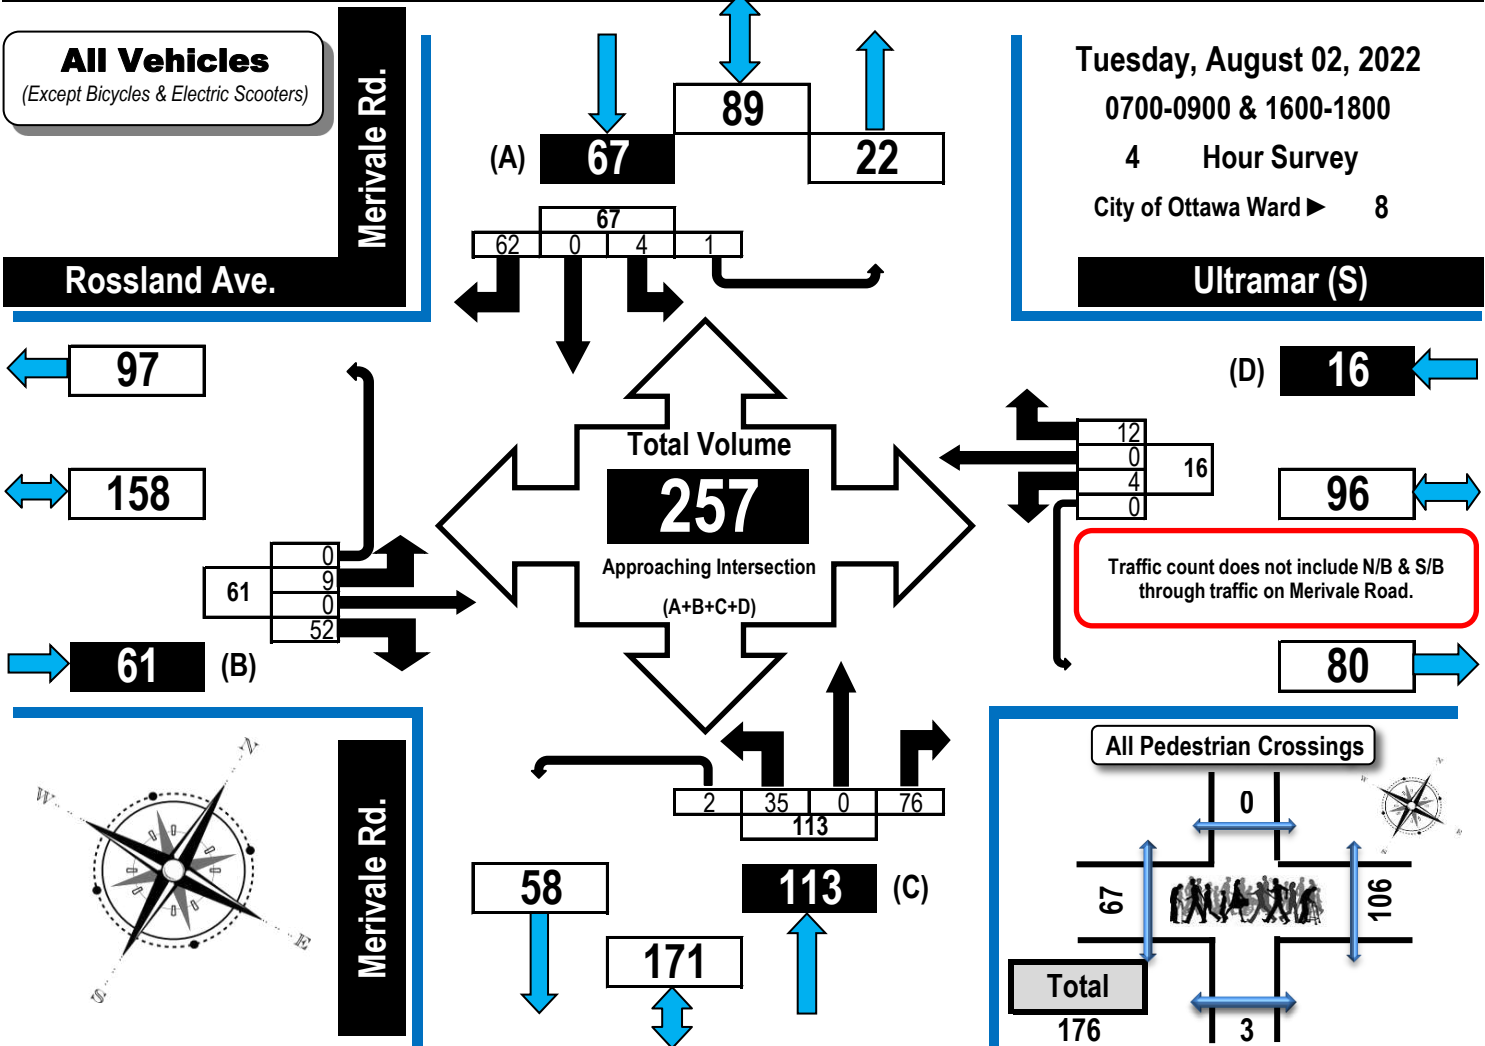 All Vehicles
(Except Bicycles & Electric Scooters)
Merivale Rd.
Rossland Ave.
89
(A)
67
22
67
62
0
4
1
Tuesday, August 02, 2022
0700-0900 & 1600-1800
4 Hour Survey
City of Ottawa Ward ► 8
Ultramar (S)
97
158
0
9
0
52
61
61
(B)
Total Volume
257
Approaching Intersection
(A+B+C+D)
(D)
16
12
0
4
0
16
96
Traffic count does not include N/B & S/B
through traffic on Merivale Road.
80
N
W
E
S
Merivale Rd.
2
35
0
76
113
58
113
(C)
171
All Pedestrian Crossings
0
67
106
Total
176
3